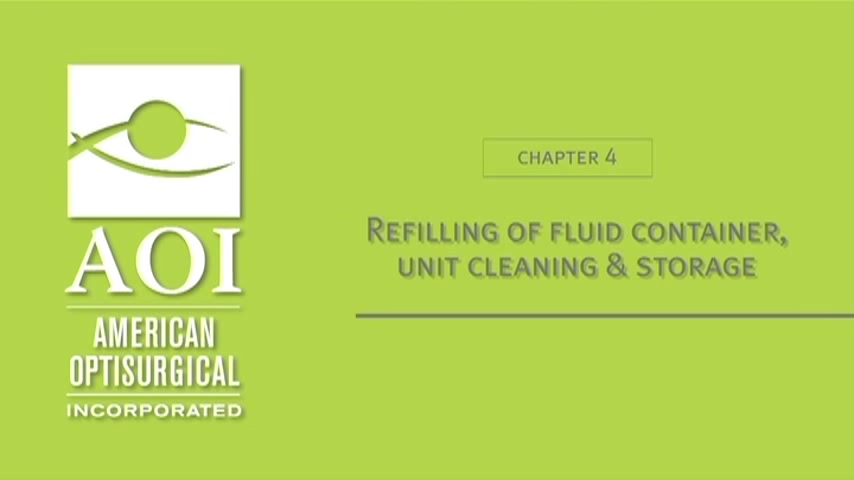 AOI
AMERICAN
OPTISURGICAL
INCORPORATED
CHAPTER 4
REFILLING OF FLUID CONTAINER,
UNIT CLEANING & STORAGE